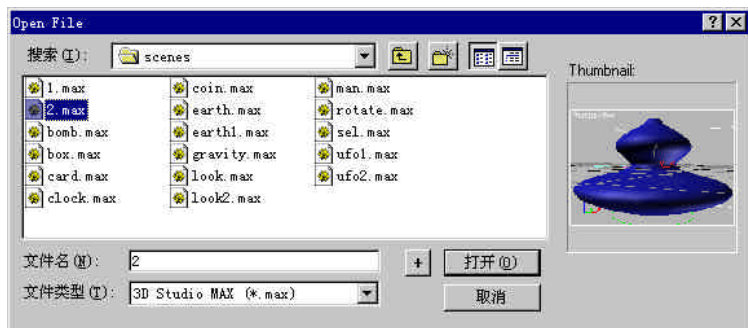 Open File
搜索(I): scenes
Thumbnail:
1.max coin.max man.max
2.max earth.max rotate.max
bomb.max earth1.max sel.max
box.max gravity.max ufo1.max
card.max look.max ufo2.max
clock.max look2.max
文件名(N): 2 + 打开(O)
文件类型(T): 3D Studio MAX (*.max) 取消